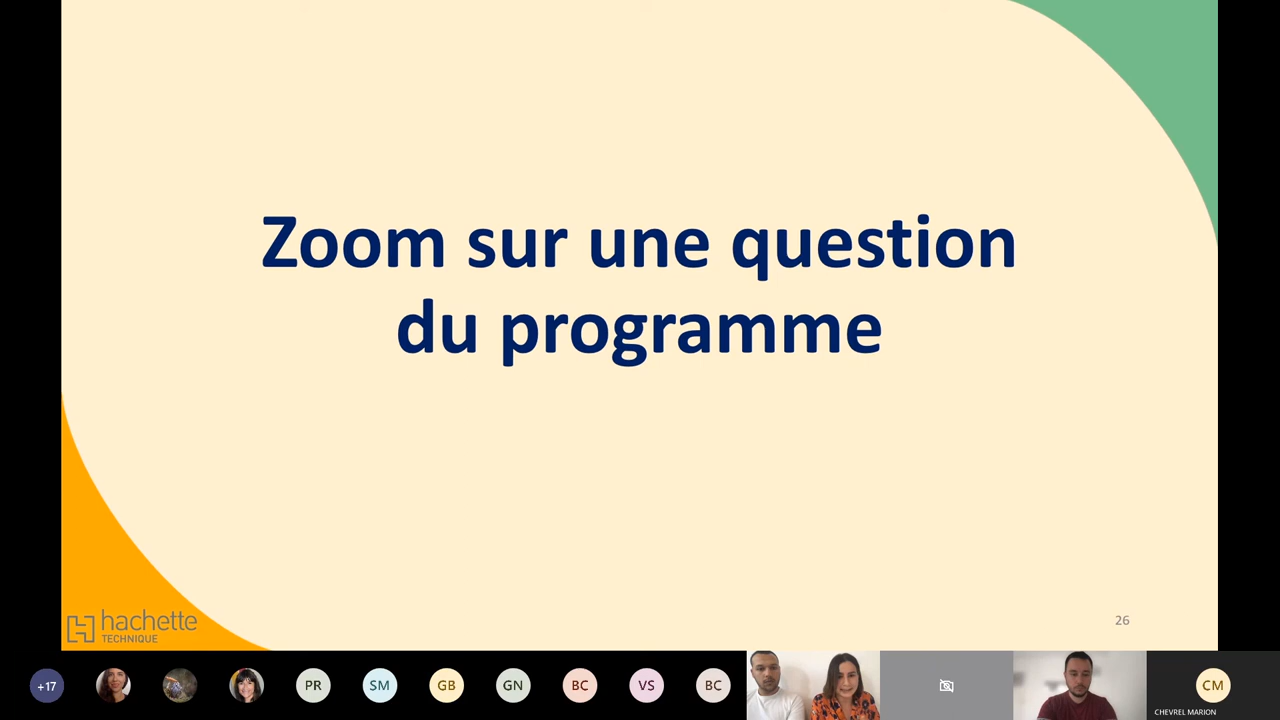 Zoom sur une question
du programme
hachette
TECHNIQUE
26
+17
PR
SM
GB
GN
BC
VS
BC
CM
CHEVREL MARION